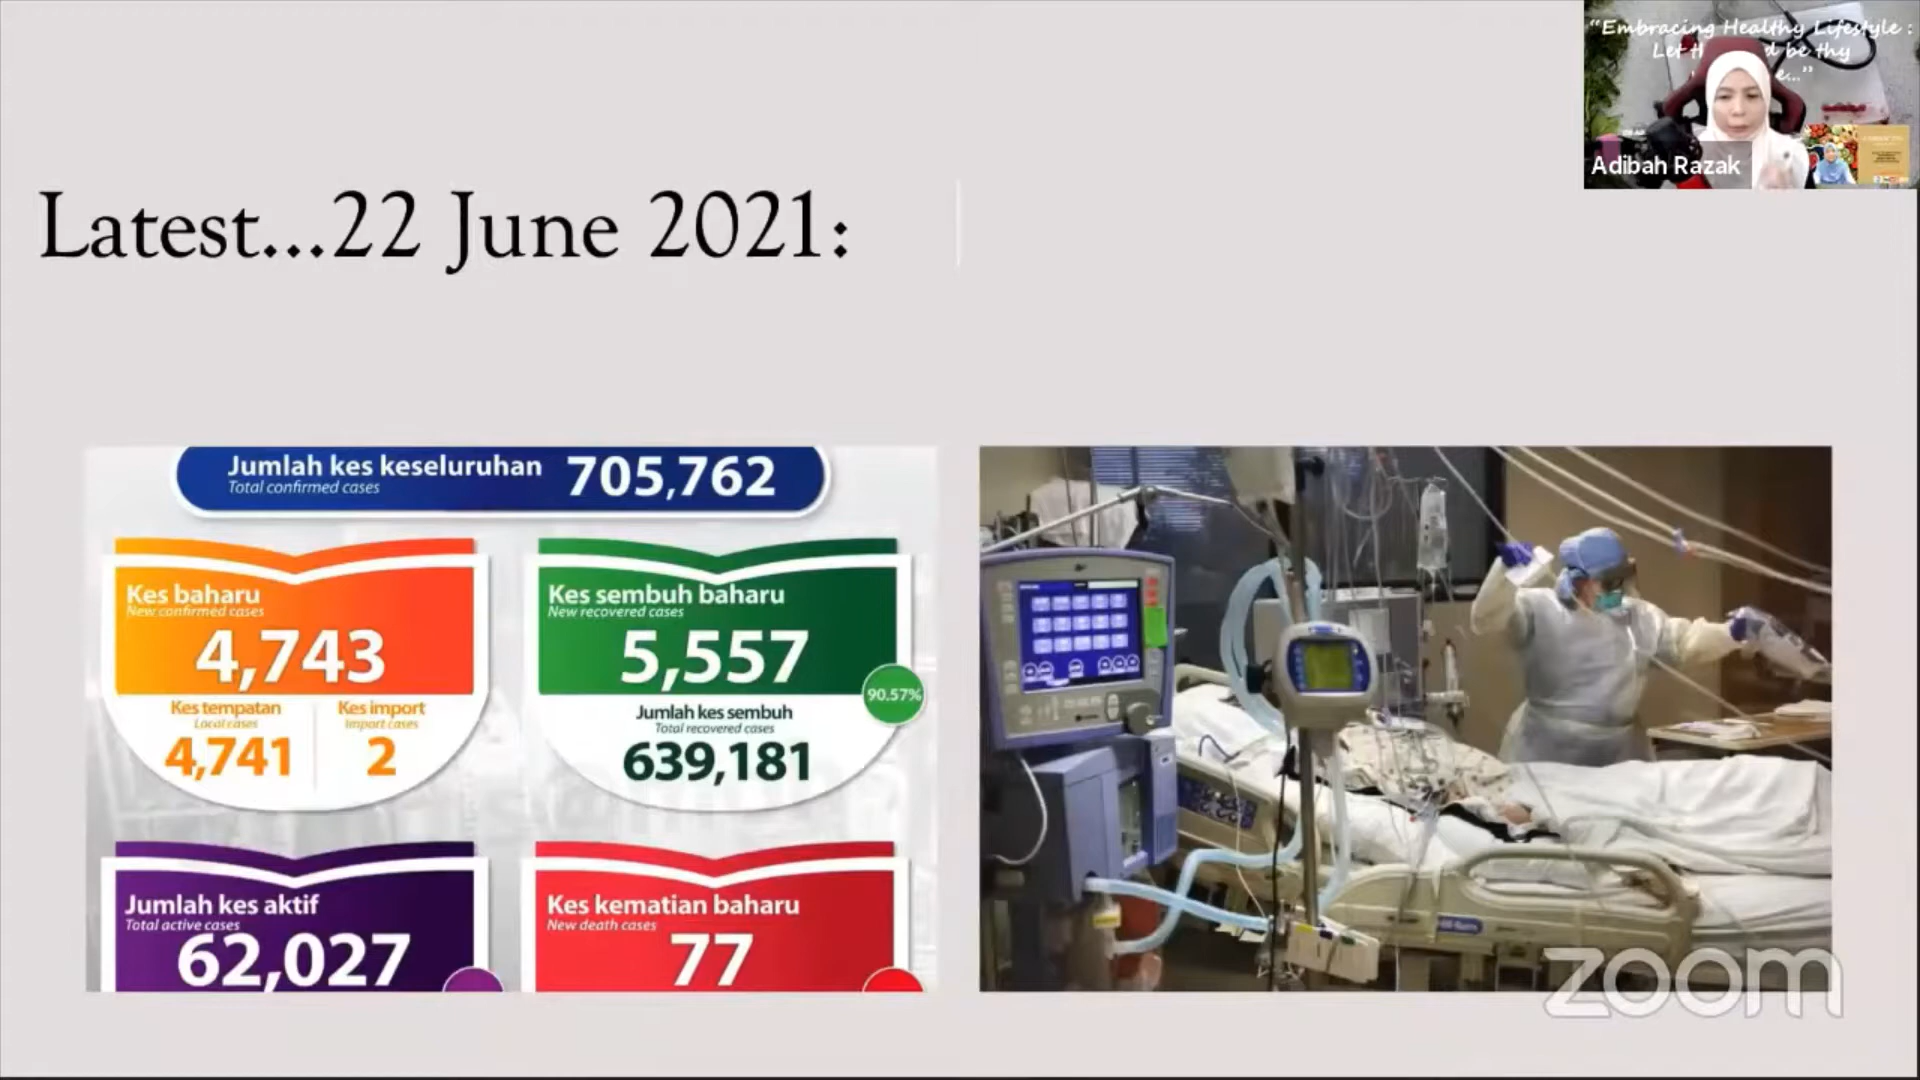 "Embracing Healthy Lifestyle :
Let be thy
Adibah Razak
Latest...22 June 2021:
Jumlah kes keseluruhan 705,762
Total confirmed cases
Kes baharu
New confirmed cases
4,743
Kes tempatan
Local cases
4,741
Kes import
Import cases
2
Kes sembuh baharu
New recovered cases
5,557
90.57%
Jumlah kes sembuh
Total recovered cases
639,181
Jumlah kes aktif
Total active cases
62,027
Kes kematian baharu
New death cases
77
zoom